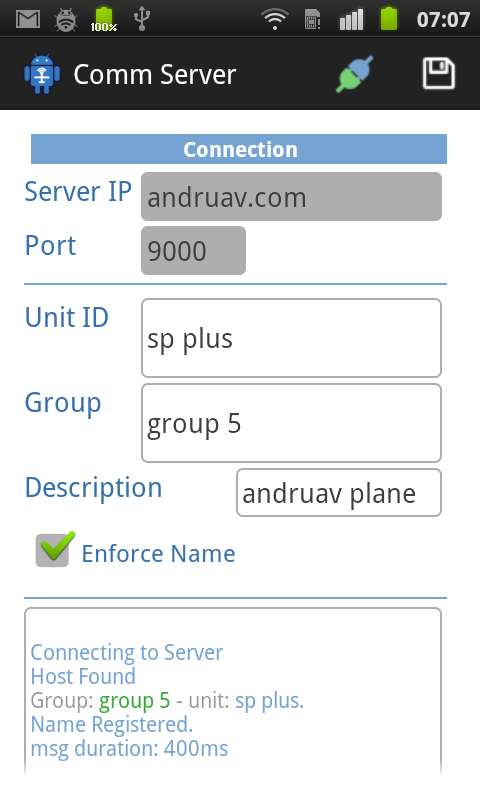 100%
07:07
Comm Server
Connection
Server IP andruav.com
Port 9000
Unit ID sp plus
Group group 5
Description andruav plane
Enforce Name
Connecting to Server
Host Found
Group: group 5 - unit: sp plus.
Name Registered.
msg duration: 400ms